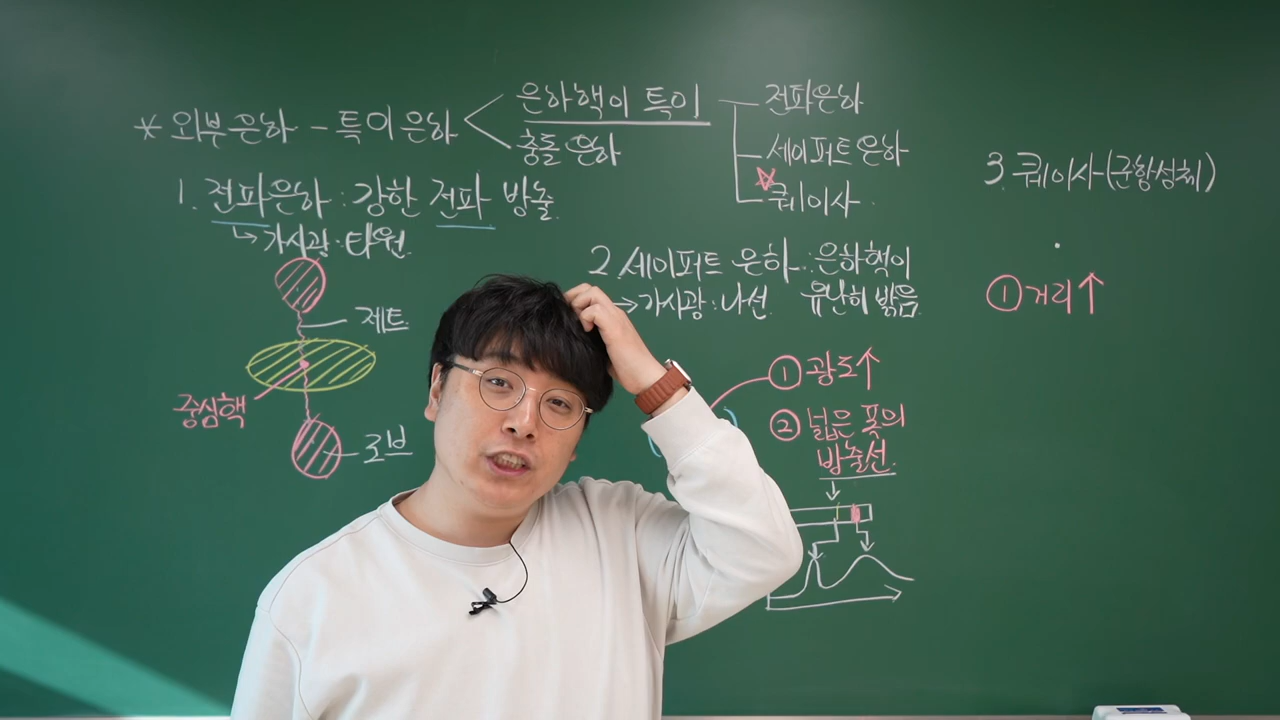 * 외부은하 - 특이은하 < 은하핵이 특이
충돌 은하
전파은하
세이퍼트 은하
☆ 퀘이사
1. 전파은하 : 강한 전파 방출
↳ 가시광 : 타원
제트
중심핵
로브
2 세이퍼트 은하 : 은하핵이
유난히 밝음
→ 가시광 : 나선
① 광도↑
② 넓은 폭의
방출선
3. 퀘이사 (준항성체)
① 거리↑